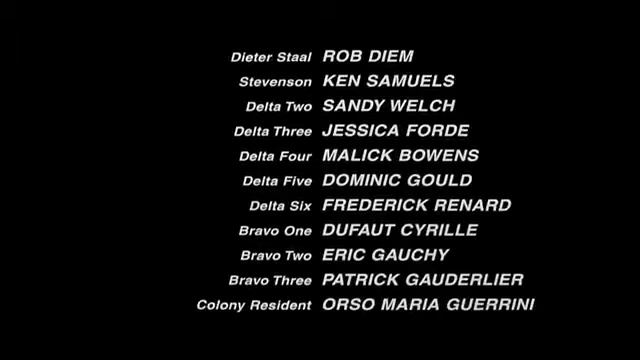 Dieter Staal ROB DIEM
Stevenson KEN SAMUELS
Delta Two SANDY WELCH
Delta Three JESSICA FORDE
Delta Four MALICK BOWENS
Delta Five DOMINIC GOULD
Delta Six FREDERICK RENARD
Bravo One DUFAUT CYRILLE
Bravo Two ERIC GAUCHY
Bravo Three PATRICK GAUDERLIER
Colony Resident ORSO MARIA GUERRINI